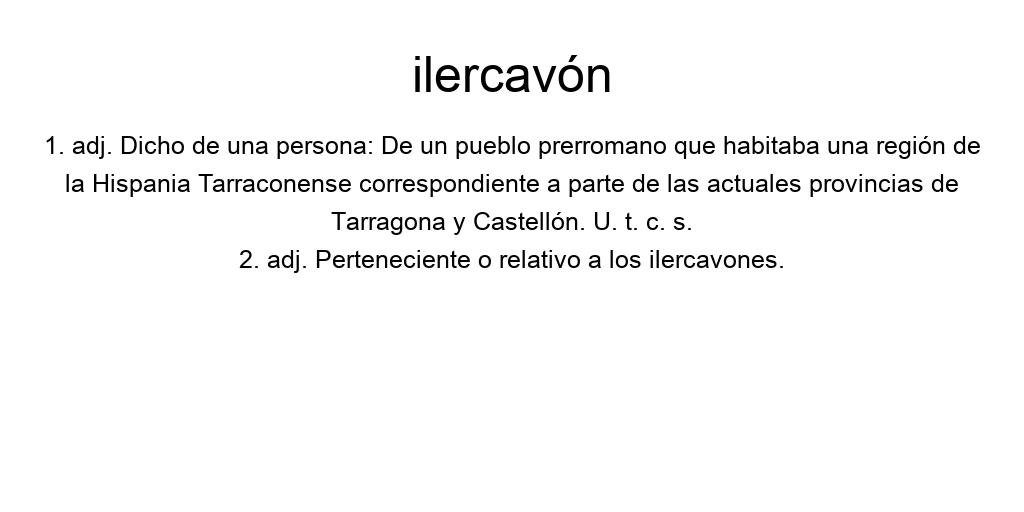 ilercavón
1. adj. Dicho de una persona: De un pueblo prerromano que habitaba una región de
la Hispania Tarraconense correspondiente a parte de las actuales provincias de
Tarragona y Castellón. U. t. c. s.
2. adj. Perteneciente o relativo a los ilercavones.